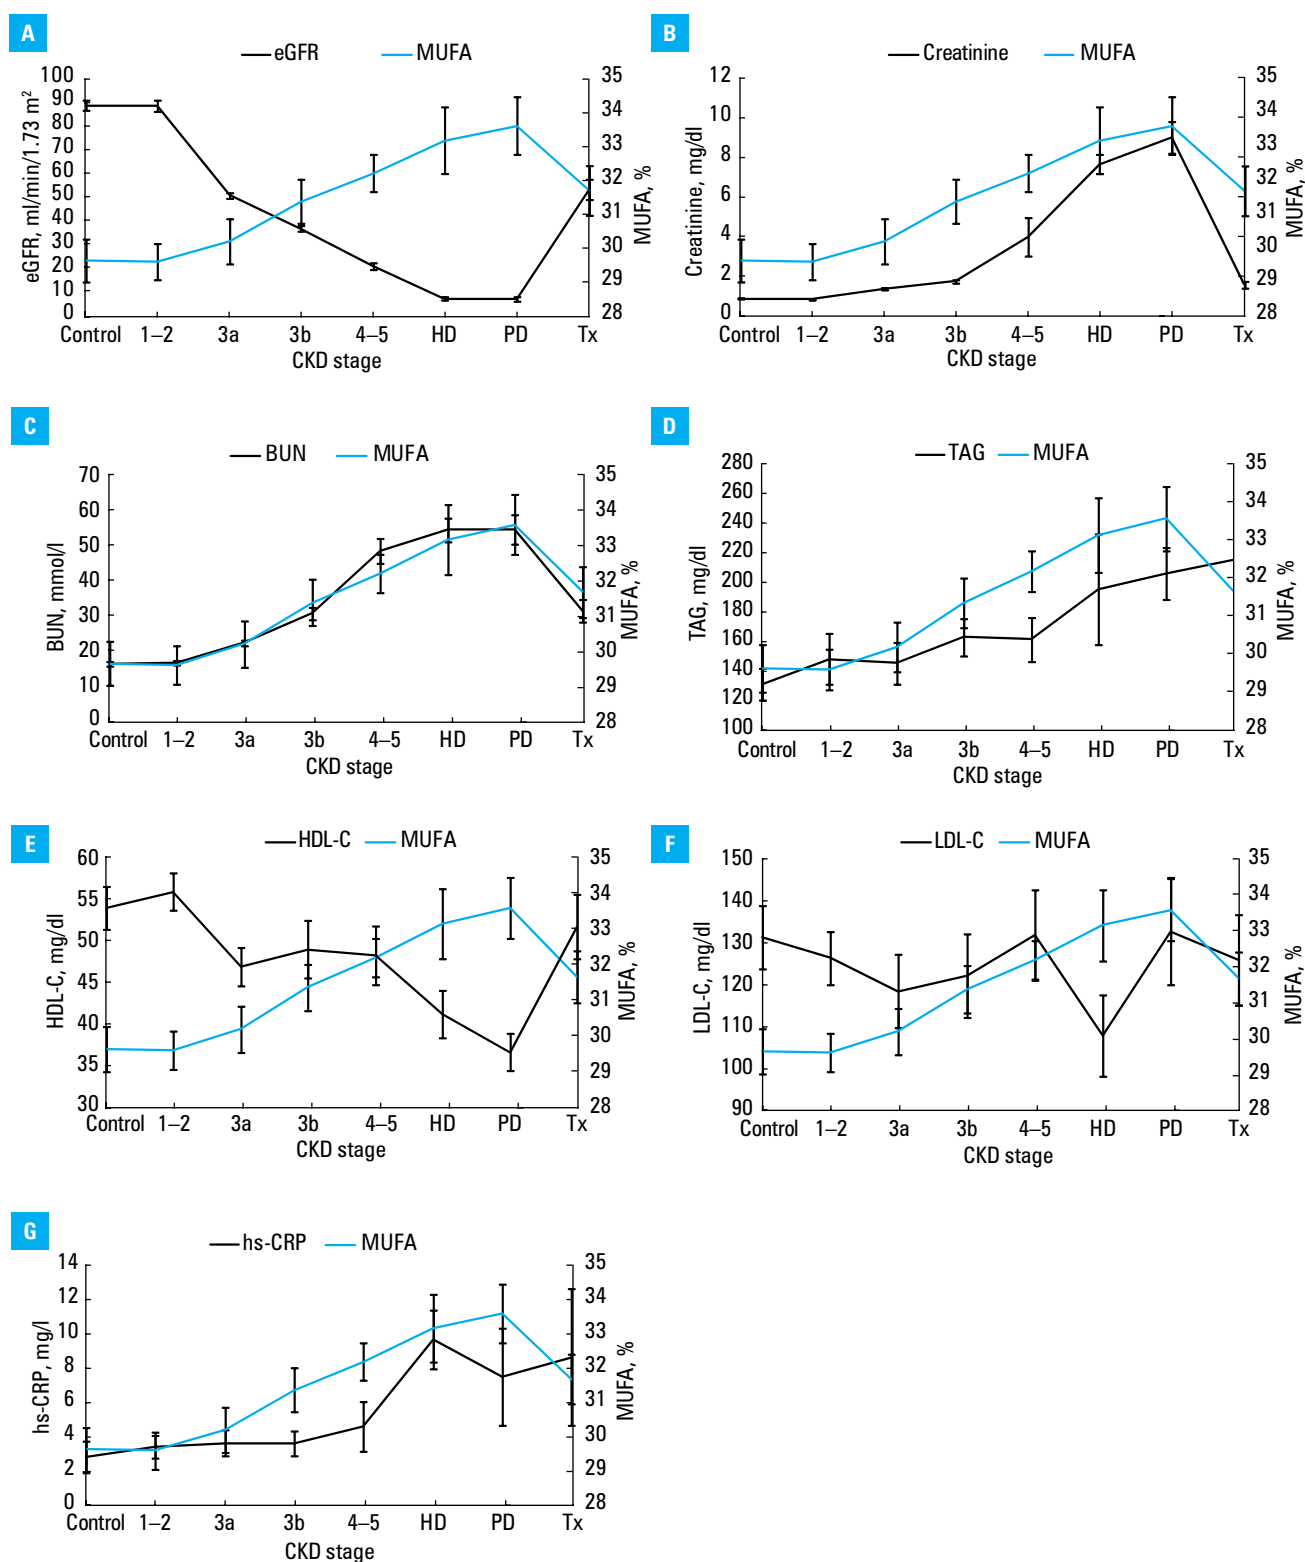 A
eGFR MUFA
eGFR, ml/min/1.73 m²
100
90
80
70
60
50
40
30
20
10
0
35
34
33
32
31
30
29
28
MUFA, %
Control 1–2 3a 3b 4–5 HD PD Tx
CKD stage
B
Creatinine MUFA
Creatinine, mg/dl
12
10
8
6
4
2
0
35
34
33
32
31
30
29
28
MUFA, %
Control 1–2 3a 3b 4–5 HD PD Tx
CKD stage
C
BUN MUFA
BUN, mmol/l
70
60
50
40
30
20
10
0
35
34
33
32
31
30
29
28
MUFA, %
Control 1–2 3a 3b 4–5 HD PD Tx
CKD stage
D
TAG MUFA
TAG, mg/dl
280
260
240
220
200
180
160
140
120
100
35
34
33
32
31
30
29
28
MUFA, %
Control 1–2 3a 3b 4–5 HD PD Tx
CKD stage
E
HDL-C MUFA
HDL-C, mg/dl
60
55
50
45
40
35
30
35
34
33
32
31
30
29
28
MUFA, %
Control 1–2 3a 3b 4–5 HD PD Tx
CKD stage
F
LDL-C MUFA
LDL-C, mg/dl
150
140
130
120
110
100
90
35
34
33
32
31
30
29
28
MUFA, %
Control 1–2 3a 3b 4–5 HD PD Tx
CKD stage
G
hs-CRP MUFA
hs-CRP, mg/l
14
12
10
8
6
4
2
0
35
34
33
32
31
30
29
28
MUFA, %
Control 1–2 3a 3b 4–5 HD PD Tx
CKD stage